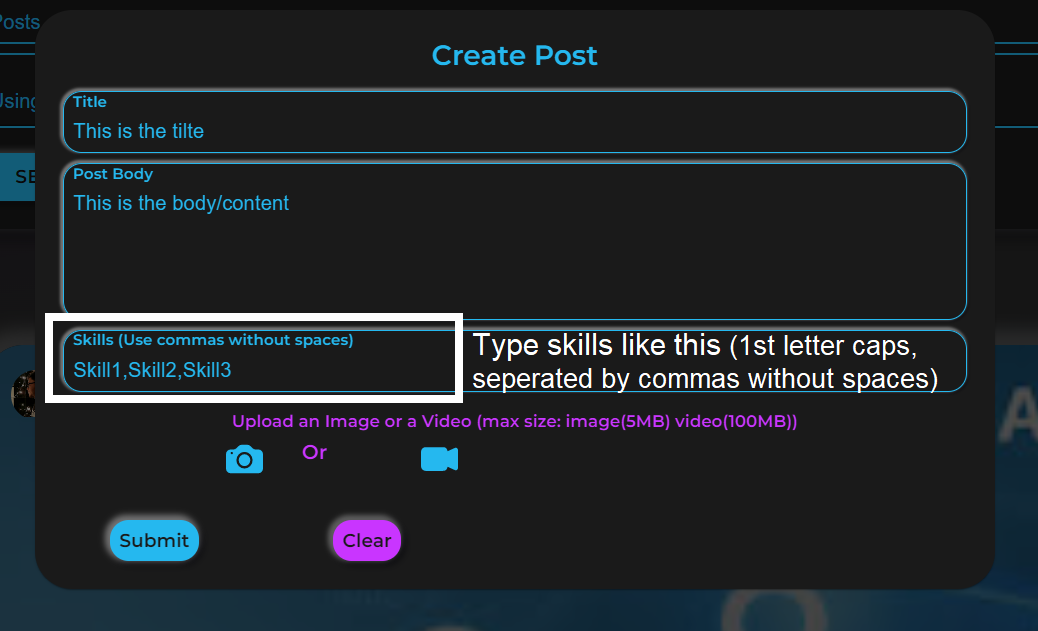 Posts
Create Post
Title
This is the tilte
Using
Post Body
SE
This is the body/content
Skills (Use commas without spaces)
Skill1,Skill2,Skill3
Type skills like this (1st letter caps,
seperated by commas without spaces)
Upload an Image or a Video (max size: image(5MB) video(100MB))
Or
Submit
Clear